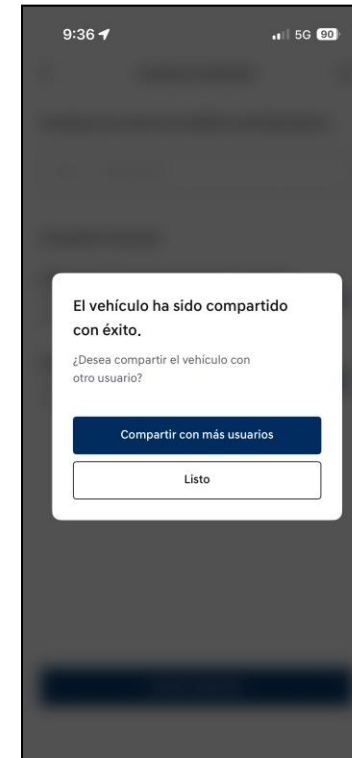 9:36
5G 90
El vehículo ha sido compartido
con éxito.
¿Desea compartir el vehículo con
otro usuario?
Compartir con más usuarios
Listo